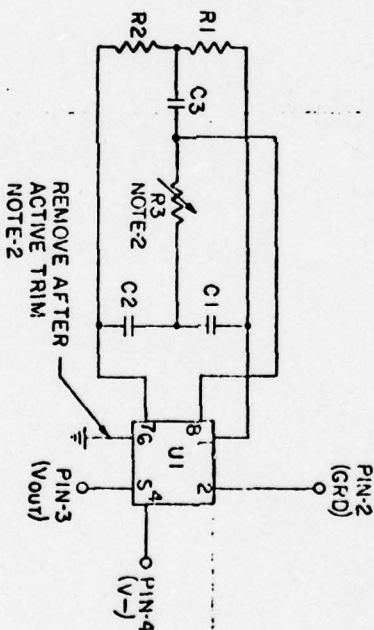 R2
R1
C3
R3
NOTE-2
C2
C1
REMOVE AFTER
ACTIVE TRIM
NOTE-2
7
8
6
U1
5
4
2
PIN-2
(GRD)
PIN-3
(VOUT)
PIN-4
(V-)